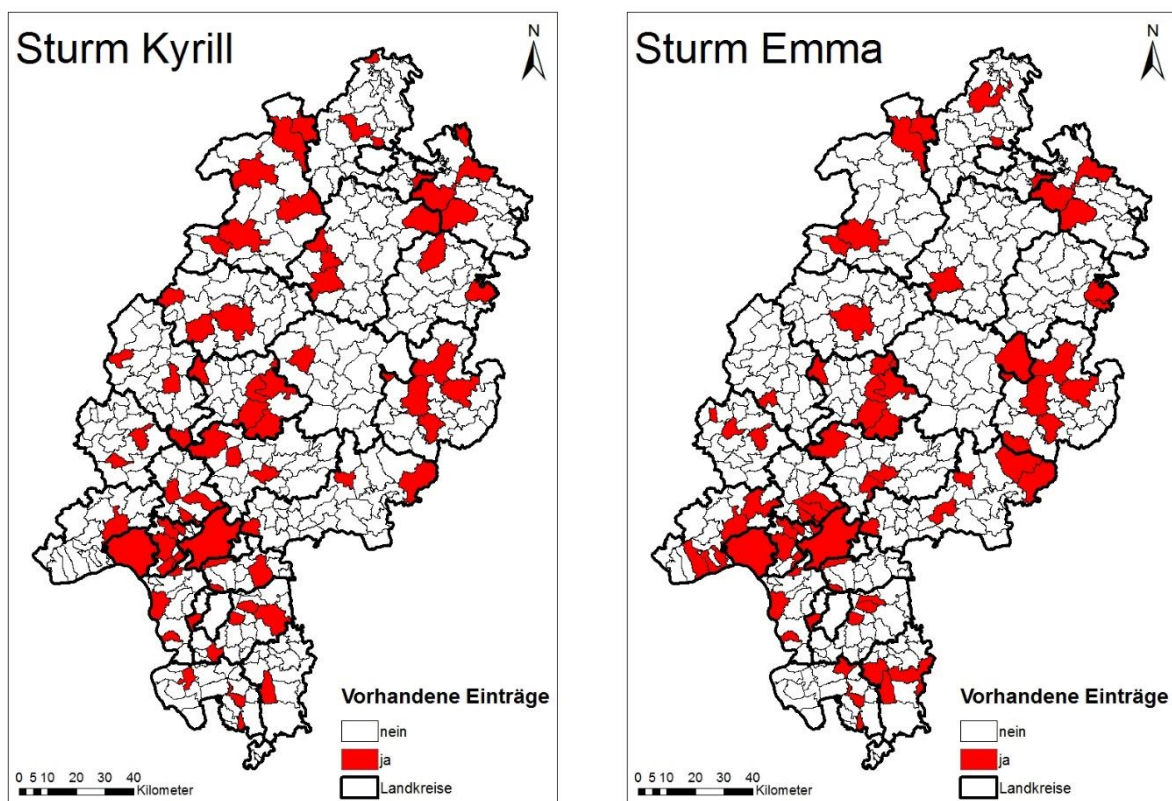 Sturm Kyrill
N
Vorhandene Einträge
nein
ja
Landkreise
0 5 10 20 30 40
Kilometer
Sturm Emma
N
Vorhandene Einträge
nein
ja
Landkreise
0 5 10 20 30 40
Kilometer